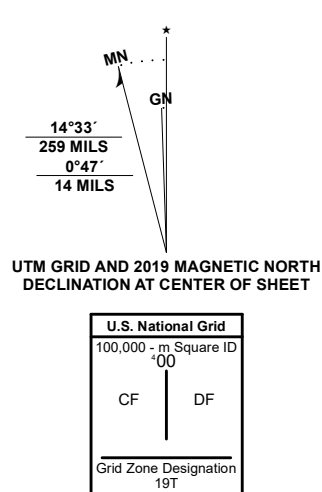 ★
MN
GN
14°33´
259 MILS
0°47´
14 MILS
UTM GRID AND 2019 MAGNETIC NORTH
DECLINATION AT CENTER OF SHEET
U.S. National Grid
100,000 - m Square ID
⁴00
CF DF
Grid Zone Designation
19T